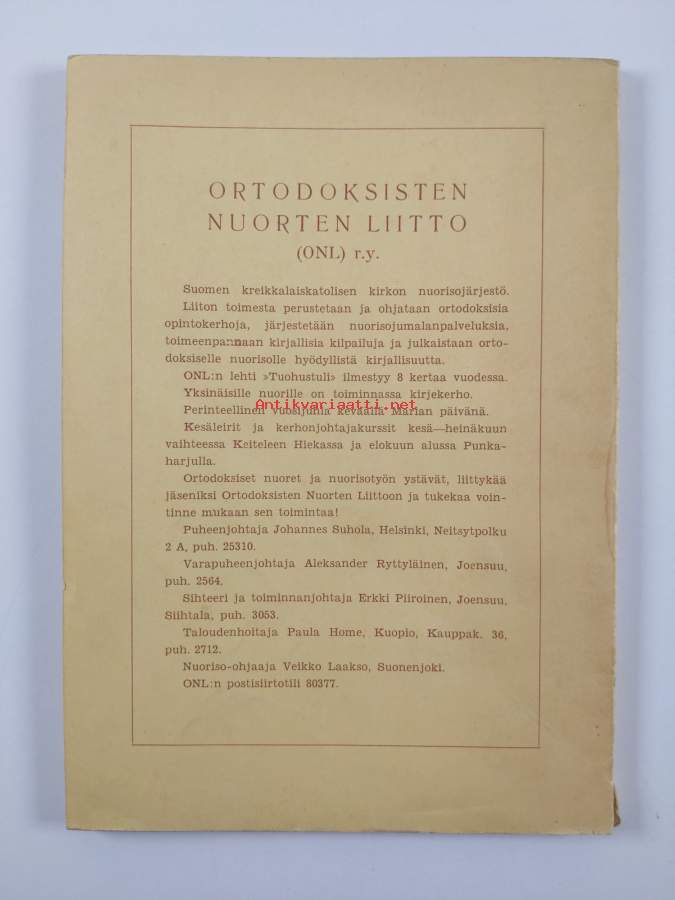 ORTODOKSISTEN
NUORTEN LIITTO
(ONL) r.y.
Suomen kreikkalaiskatolisen kirkon nuorisojärjestö.
Liiton toimesta perustetaan ja ohjataan ortodoksisia
opintokerhoja, järjestetään nuorisojumalanpalveluksia,
toimeenpannaan kirjallisia kilpailuja ja julkaistaan orto-
doksiselle nuorisolle hyödyllistä kirjallisuutta.
ONL:n lehti »Tuohustuli» ilmestyy 8 kertaa vuodessa.
Yksinäisille nuorille on toiminnassa kirjekerho.
Antikvariaatti.net
Perinteellinen vuosijuhla keväällä Marian päivänä.
Kesäleirit ja kerhonjohtajakurssit kesä—heinäkuun
vaihteessa Keiteleen Hiekassa ja elokuun alussa Punka-
harjulla.
Ortodoksiset nuoret ja nuorisotyön ystävät, liittykää
jäseniksi Ortodoksisten Nuorten Liittoon ja tukekaa voin-
tinne mukaan sen toimintaa!
Puheenjohtaja Johannes Suhola, Helsinki, Neitsytpolku
2 A, puh. 25310.
Varapuheenjohtaja Aleksander Ryttyläinen, Joensuu,
puh. 2564.
Sihteeri ja toiminnanjohtaja Erkki Piiroinen, Joensuu,
Siihtala, puh. 3053.
Taloudenhoitaja Paula Home, Kuopio, Kauppak. 36,
puh. 2712.
Nuoriso-ohjaaja Veikko Laakso, Suonenjoki.
ONL:n postisiirtotili 80377.